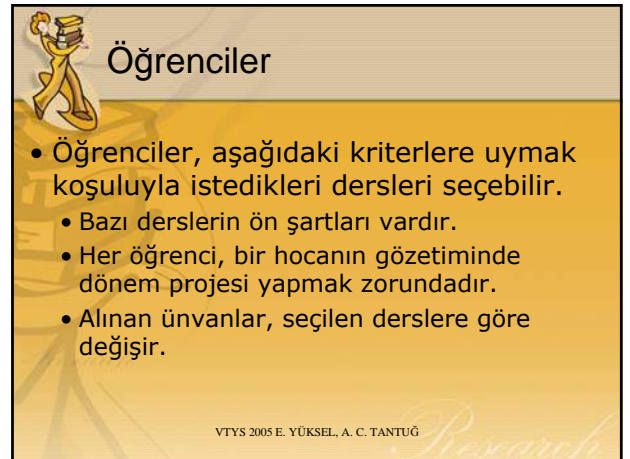 Öğrenciler
• Öğrenciler, aşağıdaki kriterlere uymak
koşuluyla istedikleri dersleri seçebilir.
• Bazı derslerin ön şartları vardır.
• Her öğrenci, bir hocanın gözetiminde
dönem projesi yapmak zorundadır.
• Alınan ünvanlar, seçilen derslere göre
değişir.
VTYS 2005 E. YÜKSEL, A. C. TANTUĞ
Research